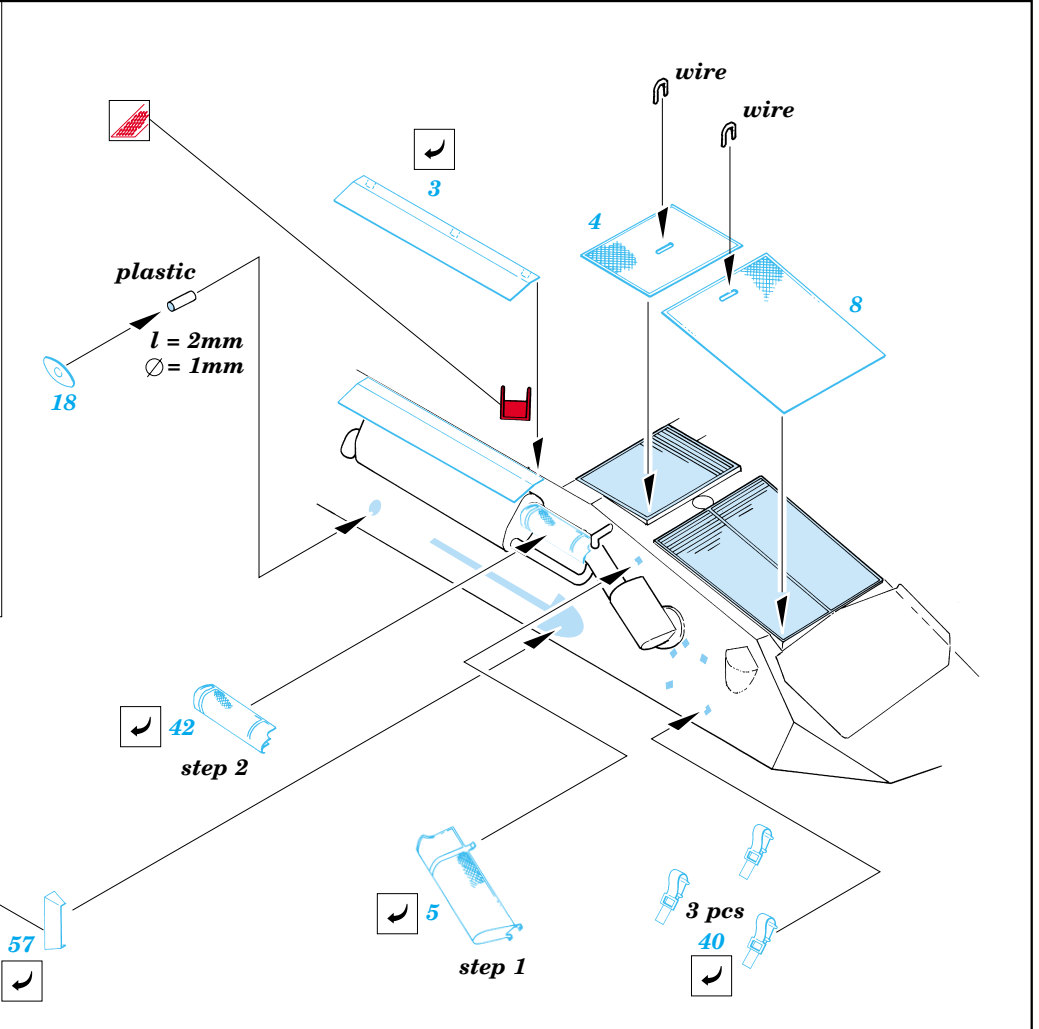 wire
wire
3
4
plastic
8
l = 2mm
∅ = 1mm
18
42
step 2
5
3 pcs
57
40
step 1